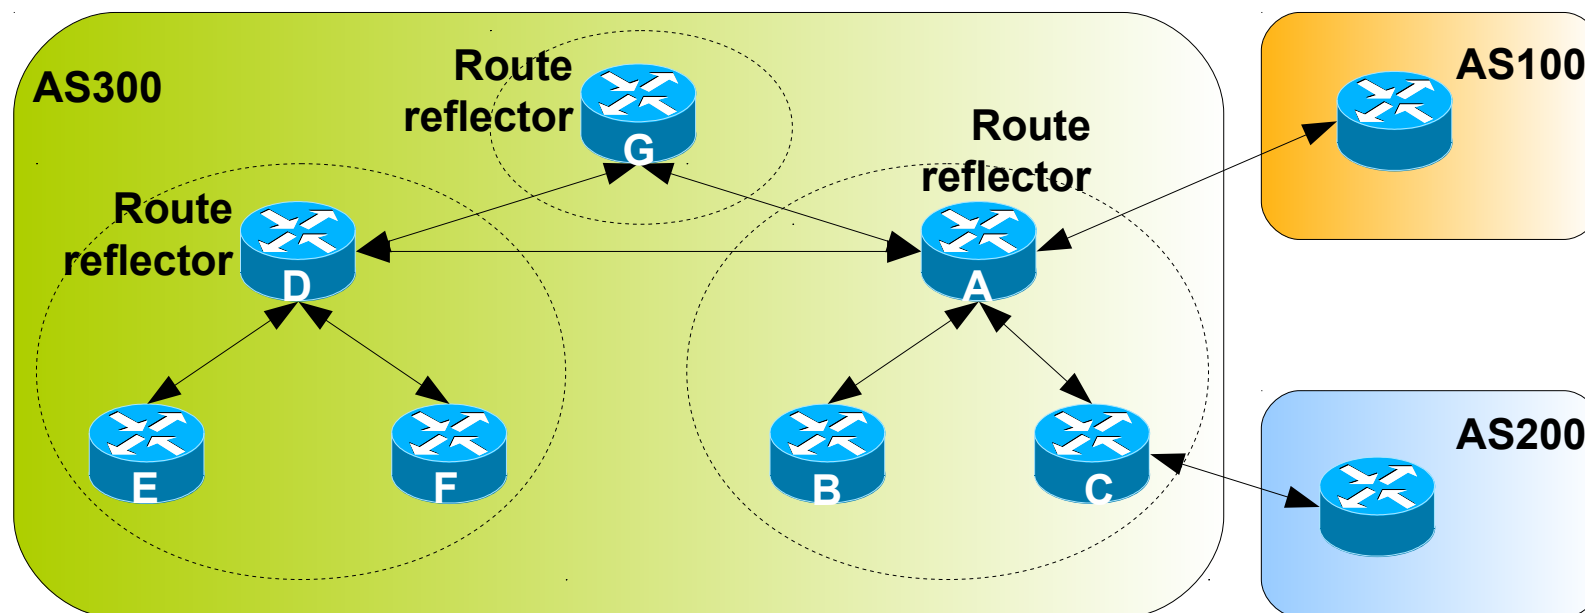 AS300
Route
reflector
G
Route
reflector
A
AS100
Route
reflector
D
E
F
B
C
AS200